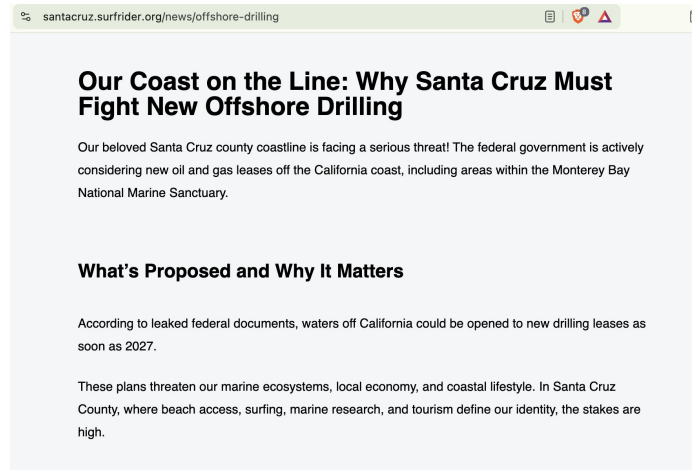 santacruz.surfrider.org/news/offshore-drilling
8
Our Coast on the Line: Why Santa Cruz Must
Fight New Offshore Drilling
Our beloved Santa Cruz county coastline is facing a serious threat! The federal government is actively
considering new oil and gas leases off the California coast, including areas within the Monterey Bay
National Marine Sanctuary.
What’s Proposed and Why It Matters
According to leaked federal documents, waters off California could be opened to new drilling leases as
soon as 2027.
These plans threaten our marine ecosystems, local economy, and coastal lifestyle. In Santa Cruz
County, where beach access, surfing, marine research, and tourism define our identity, the stakes are
high.